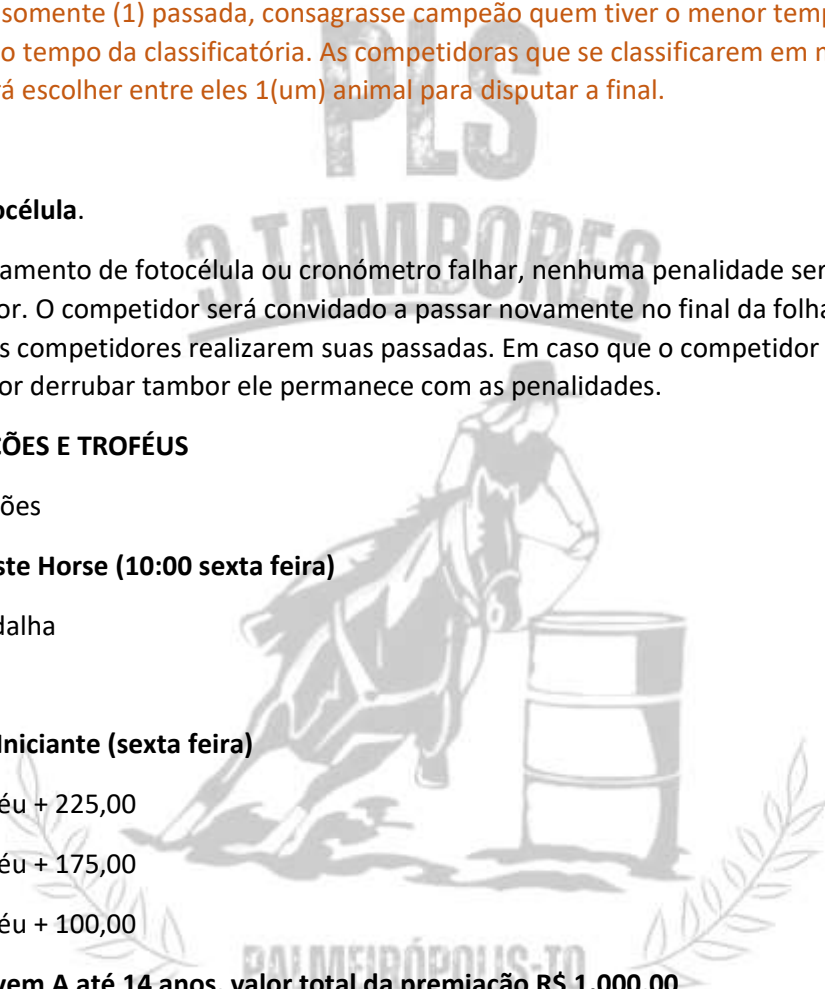 somente (1) passada, consagrasse campeão quem tiver o menor temp
o tempo da classificatória. As competidoras que se classificarem em n
rá escolher entre eles 1(um) animal para disputar a final.
PLS
océlula.
3 TAMBORES
amento de fotocélula ou cronómetro falhar, nenhuma penalidade ser
or. O competidor será convidado a passar novamente no final da folha
s competidores realizarem suas passadas. Em caso que o competidor
or derrubar tambor ele permanece com as penalidades.
ÇÕES E TROFÉUS
ões
ste Horse (10:00 sexta feira)
dalha
Iniciante (sexta feira)
éu + 225,00
éu + 175,00
éu + 100,00
PALMEIRÓPOLIS-TO
vem A até 14 anos, valor total da premiação R$ 1.000,00